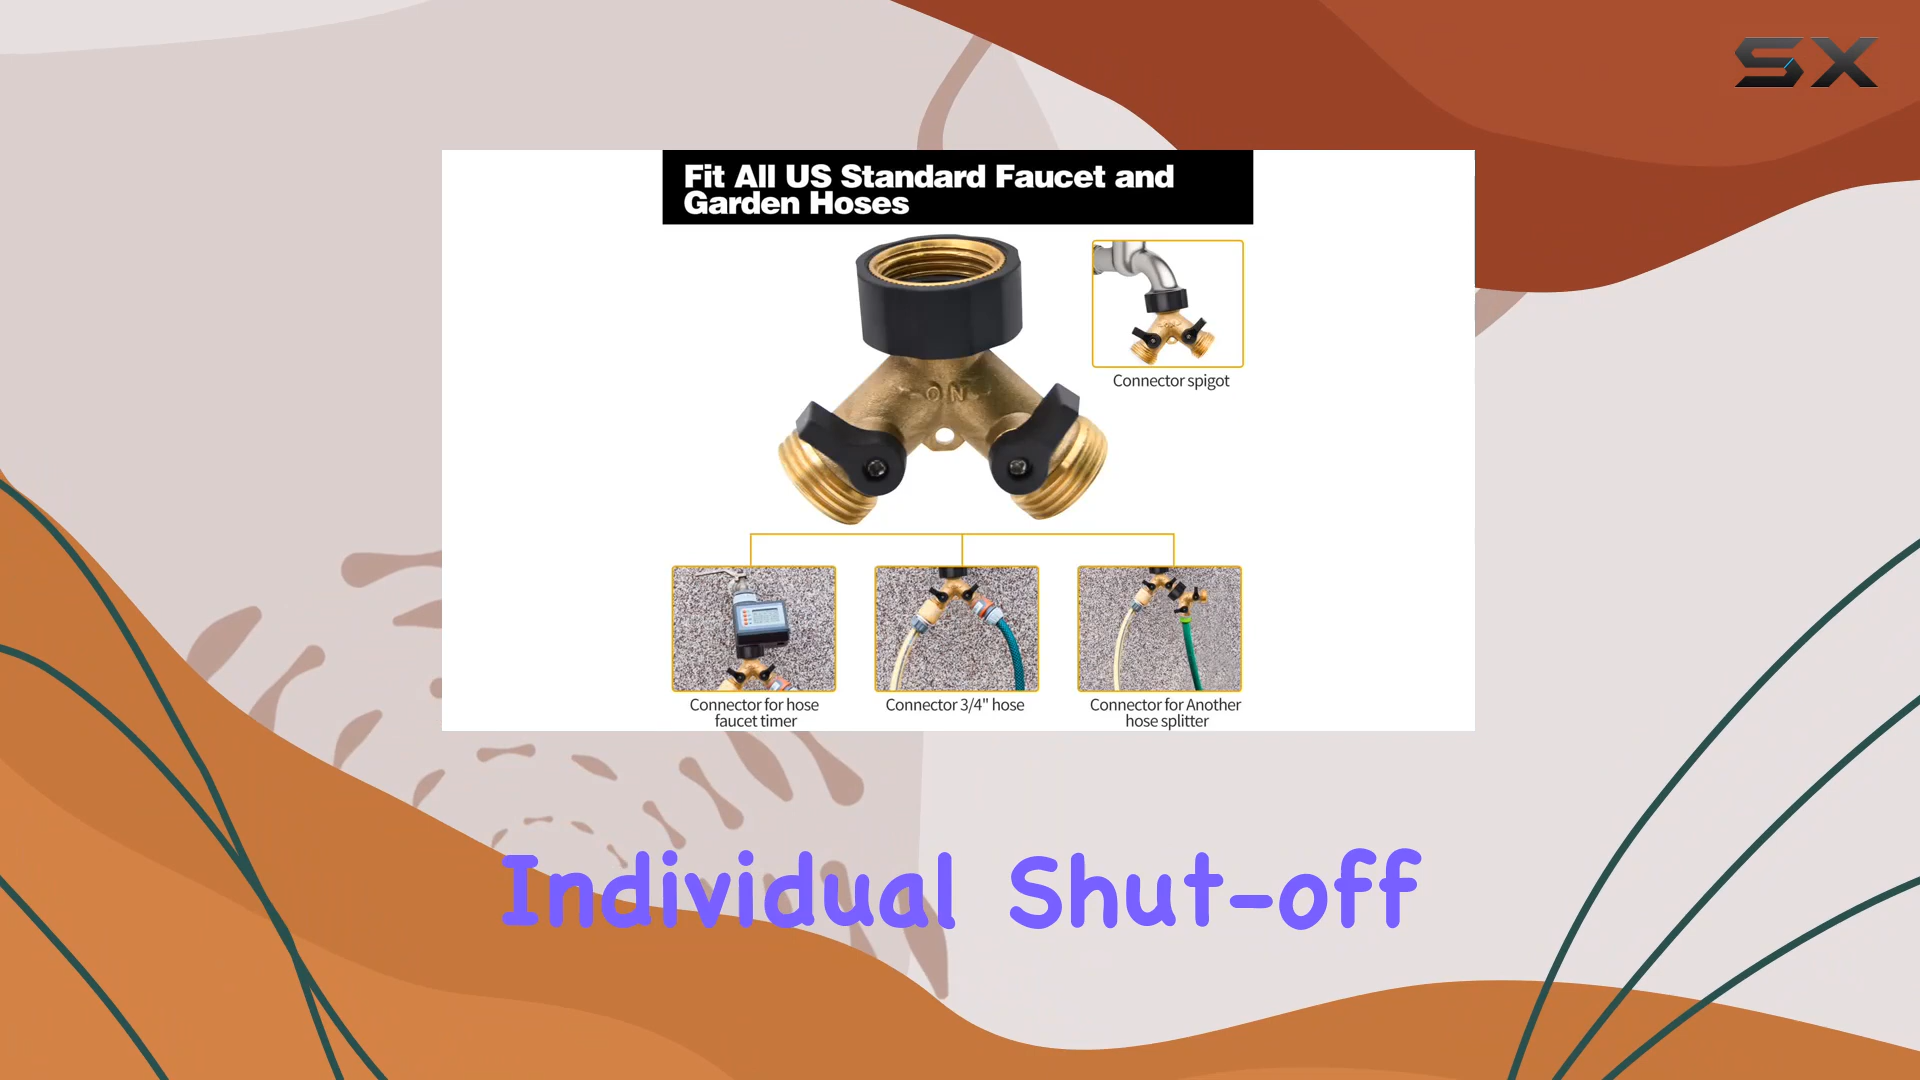 SX
Fit All US Standard Faucet and
Garden Hoses
ON
Connector spigot
Connector for hose
faucet timer
Connector 3/4" hose
Connector for Another
hose splitter
Individual Shut-off